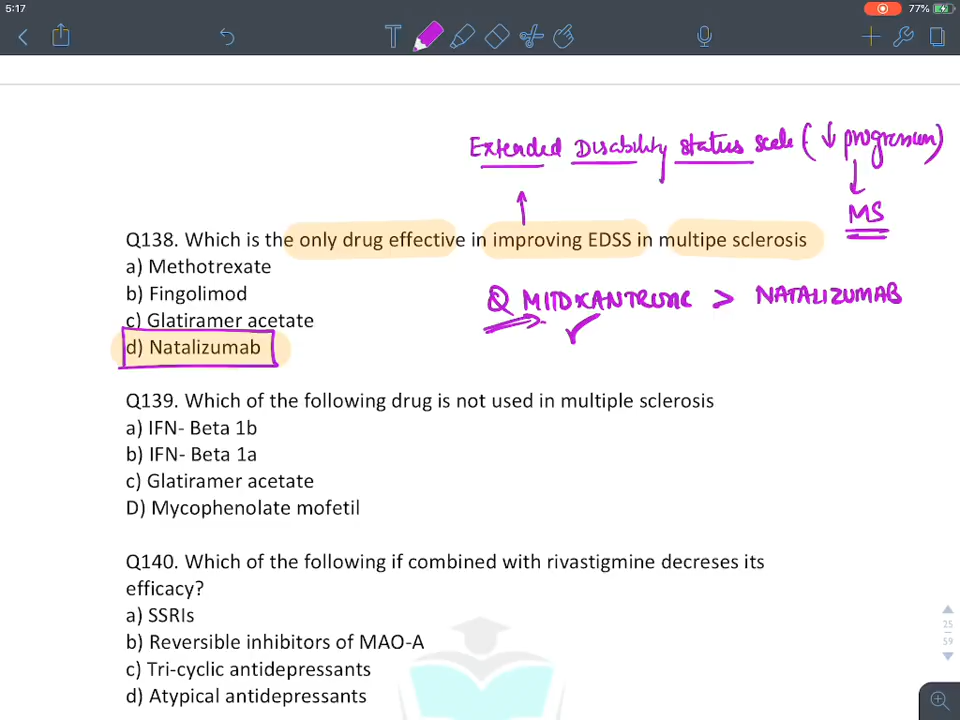 5:17
77%
T
Extended Disability status scale (↓ progression)
↓
MS
↑
Q138. Which is the only drug effective in improving EDSS in multipe sclerosis
a) Methotrexate
b) Fingolimod
Q MITOXANTRONE > NATALIZUMAB
c) Glatiramer acetate
d) Natalizumab
Q139. Which of the following drug is not used in multiple sclerosis
a) IFN- Beta 1b
b) IFN- Beta 1a
c) Glatiramer acetate
D) Mycophenolate mofetil
Q140. Which of the following if combined with rivastigmine decreses its
efficacy?
a) SSRIs
b) Reversible inhibitors of MAO-A
c) Tri-cyclic antidepressants
d) Atypical antidepressants
25
59